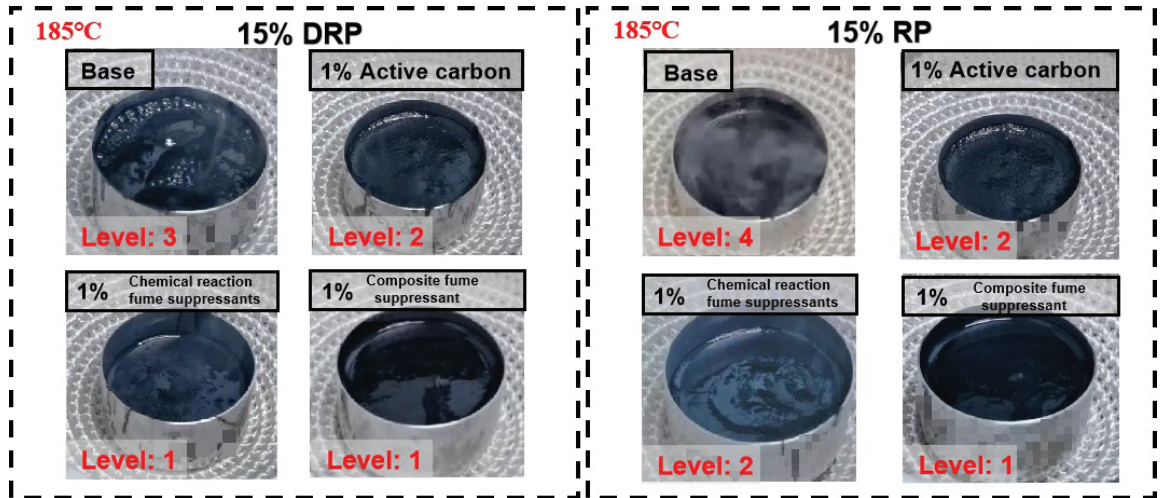 185°C
15% DRP
Base
1% Active carbon
Level: 3
Level: 2
1% Chemical reaction
fume suppressants
1% Composite fume
suppressant
Level: 1
Level: 1
185°C
15% RP
Base
1% Active carbon
Level: 4
Level: 2
1% Chemical reaction
fume suppressants
1% Composite fume
suppressant
Level: 2
Level: 1